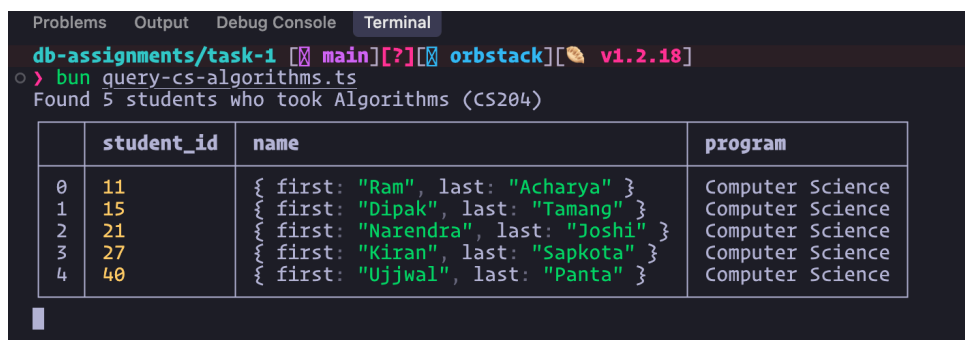 Problems Output Debug Console Terminal
db-assignments/task-1 [ main][?][ orbstack][ v1.2.18]
❯ bun query-cs-algorithms.ts
Found 5 students who took Algorithms (CS204)
student_id name program
0 11 { first: "Ram", last: "Acharya" } Computer Science
1 15 { first: "Dipak", last: "Tamang" } Computer Science
2 21 { first: "Narendra", last: "Joshi" } Computer Science
3 27 { first: "Kiran", last: "Sapkota" } Computer Science
4 40 { first: "Ujjwal", last: "Panta" } Computer Science